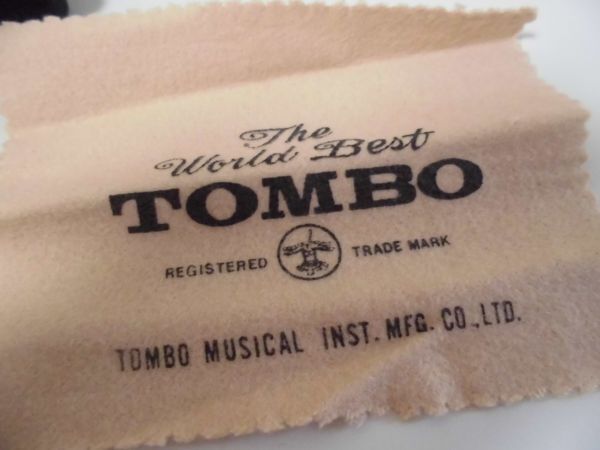 The
World Best
TOMBO
REGISTERED TRADE MARK
TOMBO MUSICAL INST. MFG. CO.,LTD.